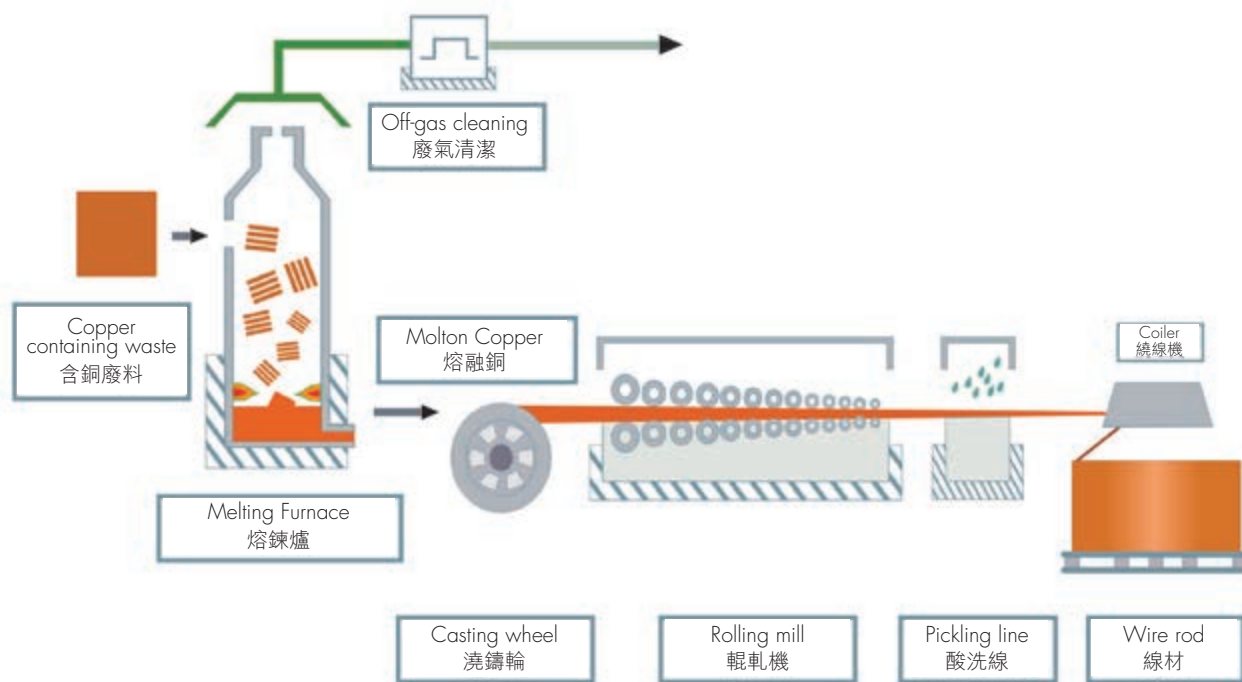 Off-gas cleaning
廢氣清潔
Copper
containing waste
含銅廢料
Molton Copper
熔融銅
Coiler
繞線機
Melting Furnace
熔鍊爐
Casting wheel
澆鑄輪
Rolling mill
輥軋機
Pickling line
酸洗線
Wire rod
線材